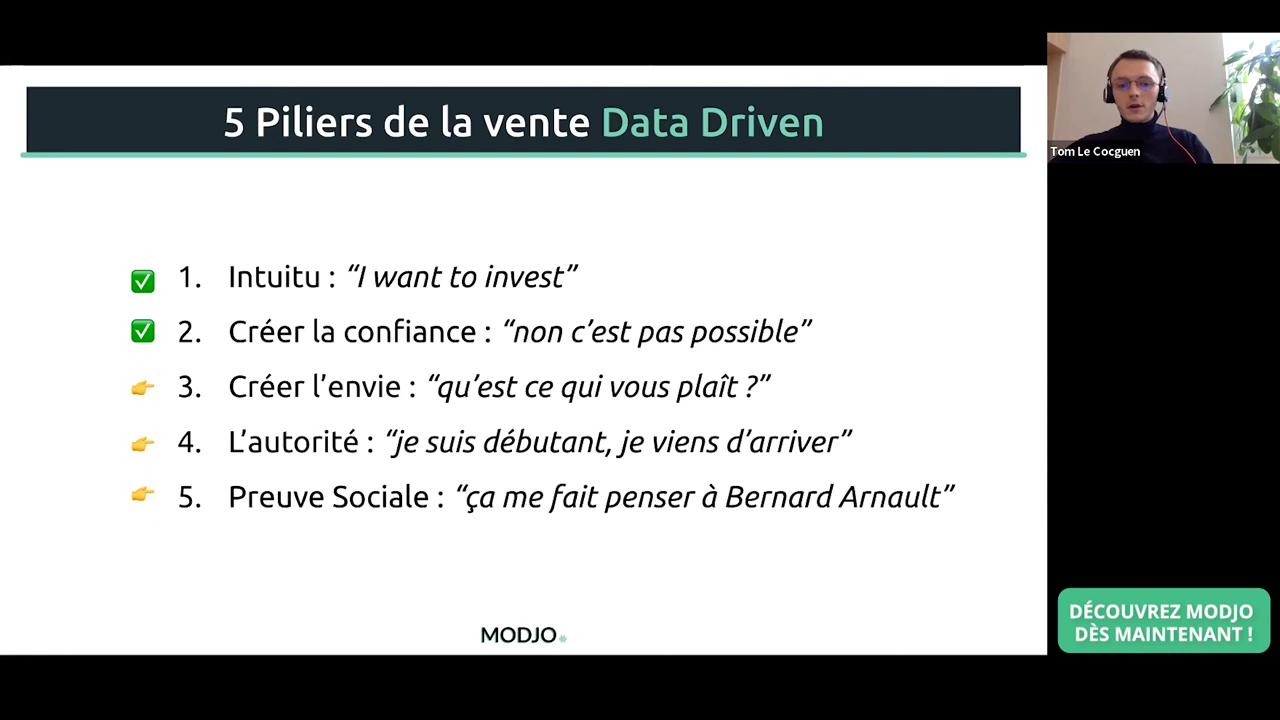 5 Piliers de la vente Data Driven
Tom Le Cocguen
1. Intuitu : “I want to invest”
2. Créer la confiance : “non c’est pas possible”
3. Créer l’envie : “qu’est ce qui vous plaît ?”
4. L’autorité : “je suis débutant, je viens d’arriver”
5. Preuve Sociale : “ça me fait penser à Bernard Arnault”
MODJO
DÉCOUVREZ MODJO
DÈS MAINTENANT !